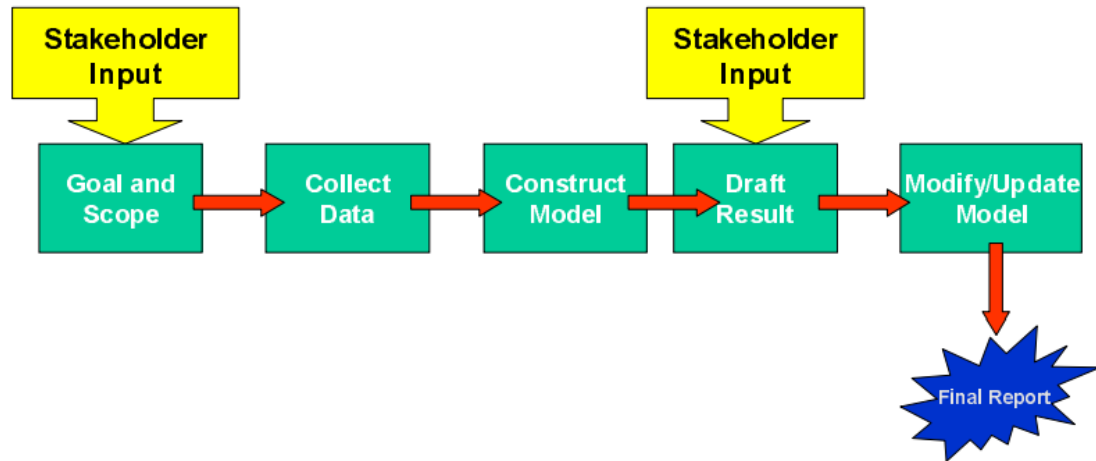 Stakeholder
Input
Stakeholder
Input
Goal and
Scope
Collect
Data
Construct
Model
Draft
Result
Modify/Update
Model
Final Report